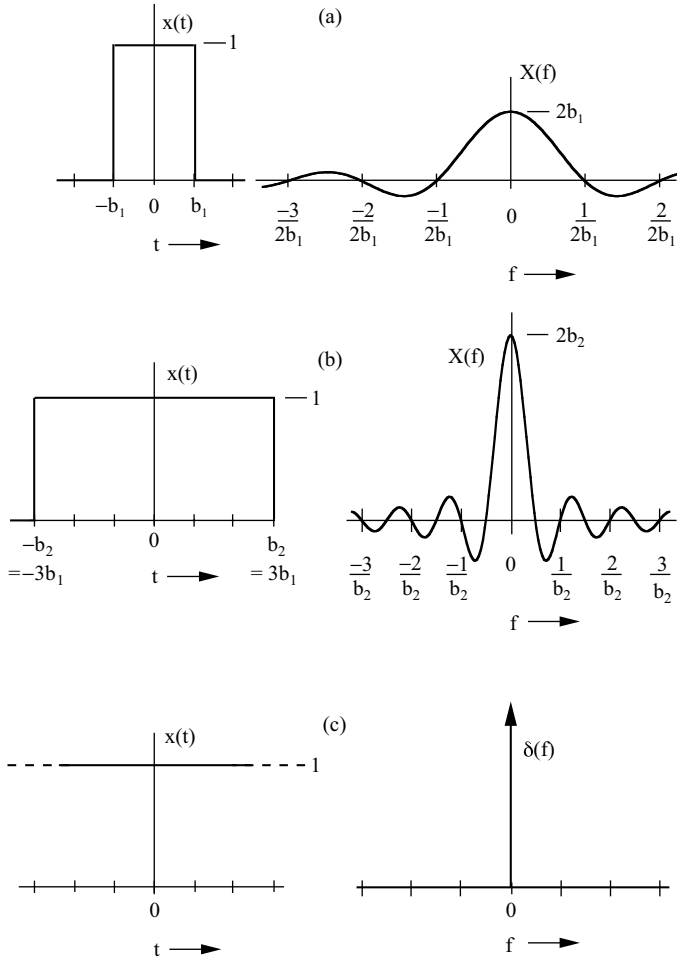 x(t)
(a)
1
X(f)
2b₁
−b₁ 0 b₁
t
−3/2b₁ −2/2b₁ −1/2b₁ 0 1/2b₁ 2/2b₁
f
(b)
x(t)
X(f)
2b₂
1
−b₂ 0 b₂
=−3b₁ t = 3b₁
−3/b₂ −2/b₂ −1/b₂ 0 1/b₂ 2/b₂ 3/b₂
f
(c)
x(t)
δ(f)
1
0
0
t
f